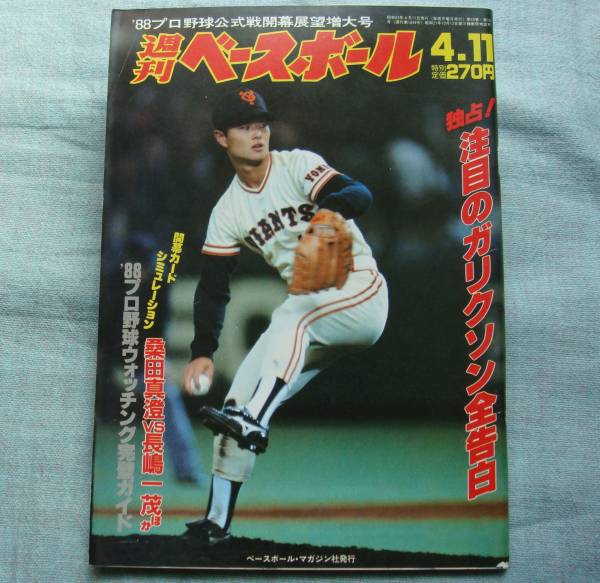 '88プロ野球公式戦開幕展望増大号
週刊ベースボール
4.11
特別定価270円
独占!
注目のガリクソン全告白
YG
YOMI
GIANTS
開幕カード
シミュレーション
桑田真澄VS長嶋一茂ほか
'88プロ野球ウォッチング完璧ガイド
ベースボール・マガジン社発行